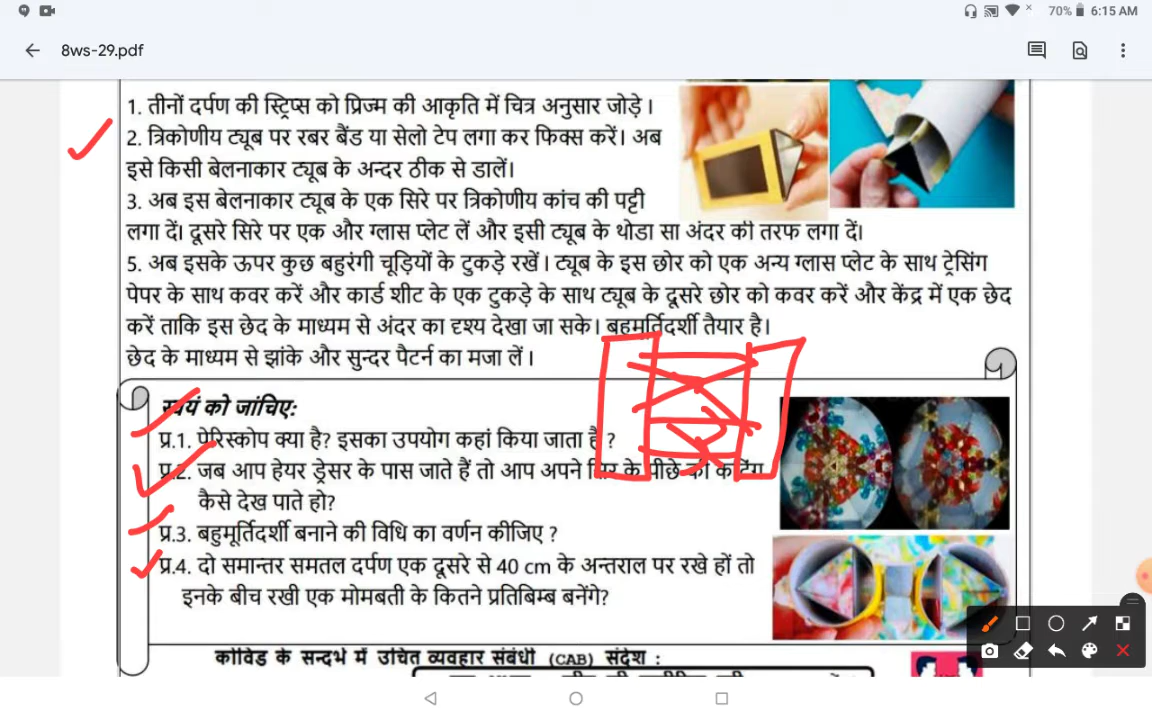 70% 6:15 AM
8ws-29.pdf
1. तीनों दर्पण की स्ट्रिप्स को प्रिज्म की आकृति में चित्र अनुसार जोड़े ।
2. त्रिकोणीय ट्यूब पर रबर बैंड या सेलो टेप लगा कर फिक्स करें। अब
इसे किसी बेलनाकार ट्यूब के अन्दर ठीक से डालें।
3. अब इस बेलनाकार ट्यूब के एक सिरे पर त्रिकोणीय कांच की पट्टी
लगा दें। दूसरे सिरे पर एक और ग्लास प्लेट लें और इसी ट्यूब के थोडा सा अंदर की तरफ लगा दें।
5. अब इसके ऊपर कुछ बहुरंगी चूड़ियों के टुकड़े रखें। ट्यूब के इस छोर को एक अन्य ग्लास प्लेट के साथ ट्रेसिंग
पेपर के साथ कवर करें और कार्ड शीट के एक टुकड़े के साथ ट्यूब के दूसरे छोर को कवर करें और केंद्र में एक छेद
करें ताकि इस छेद के माध्यम से अंदर का दृश्य देखा जा सके। बहुमूर्तिदर्शी तैयार है।
छेद के माध्यम से झांके और सुन्दर पैटर्न का मजा लें ।
स्वयं को जांचिए:
प्र.1. पेरिस्कोप क्या है? इसका उपयोग कहां किया जाता है ?
प्र.2. जब आप हेयर ड्रेसर के पास जाते हैं तो आप अपने सिर के पीछे की कटिंग
कैसे देख पाते हो?
प्र.3. बहुमूर्तिदर्शी बनाने की विधि का वर्णन कीजिए ?
प्र.4. दो समान्तर समतल दर्पण एक दूसरे से 40 cm के अन्तराल पर रखे हों तो
इनके बीच रखी एक मोमबती के कितने प्रतिबिम्ब बनेंगे?
कोविड के सन्दर्भ में उचित व्यवहार संबंधी (CAB) संदेश :